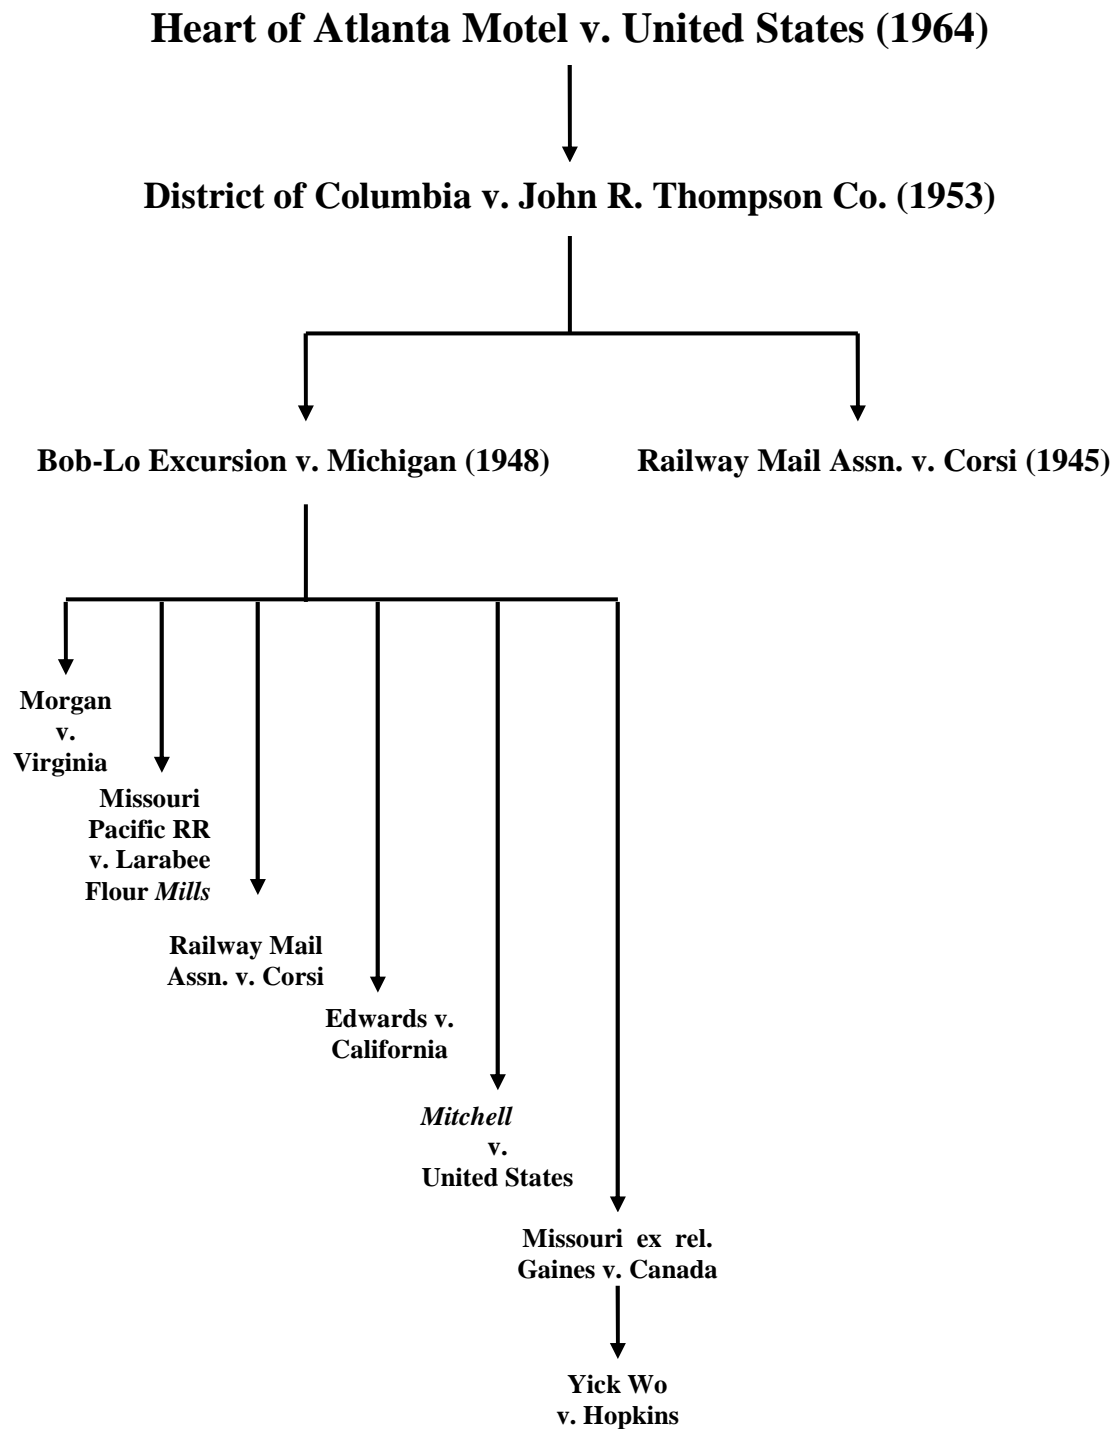 Heart of Atlanta Motel v. United States (1964)
District of Columbia v. John R. Thompson Co. (1953)
Bob-Lo Excursion v. Michigan (1948)
Railway Mail Assn. v. Corsi (1945)
Morgan
v.
Virginia
Missouri
Pacific RR
v. Larabee
Flour Mills
Railway Mail
Assn. v. Corsi
Edwards v.
California
Mitchell
v.
United States
Missouri ex rel.
Gaines v. Canada
Yick Wo
v. Hopkins